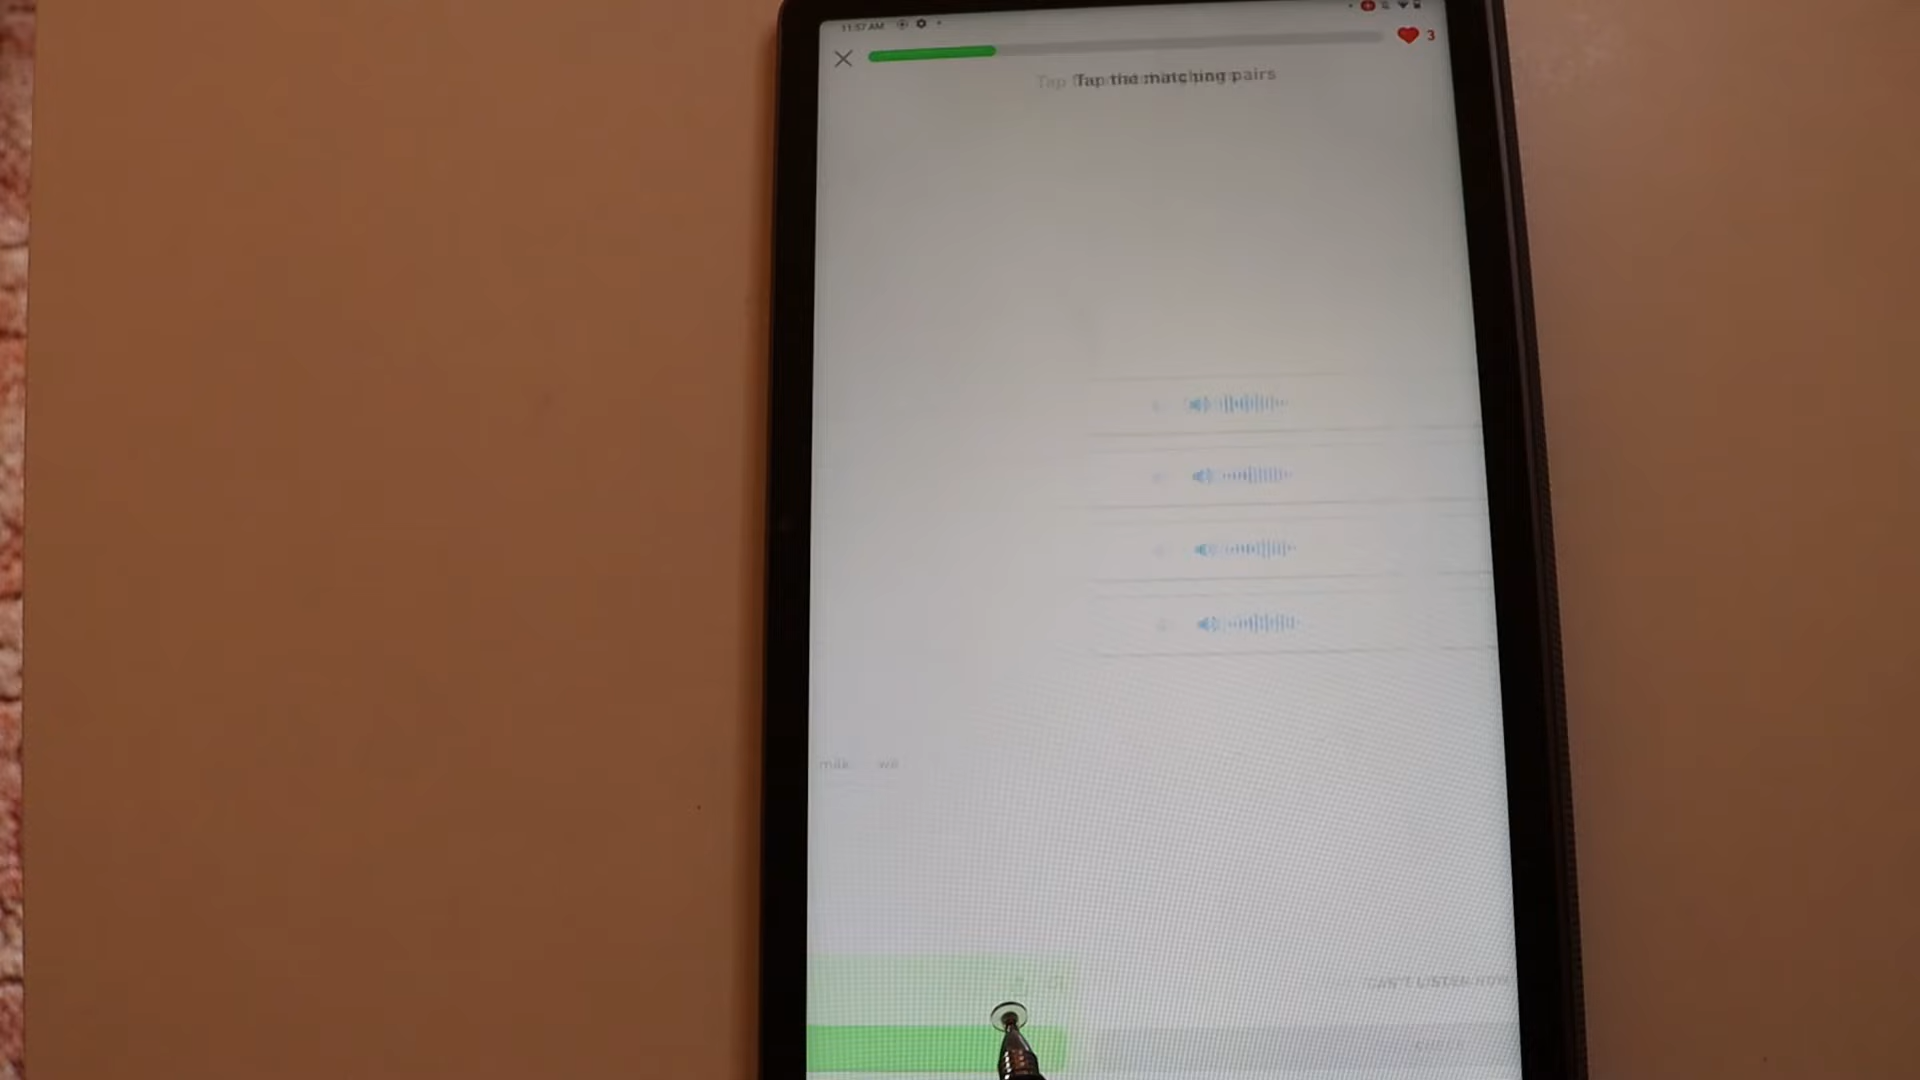 11:57 AM
3
Tap the matching pairs
milk
CAN'T LISTEN NOW